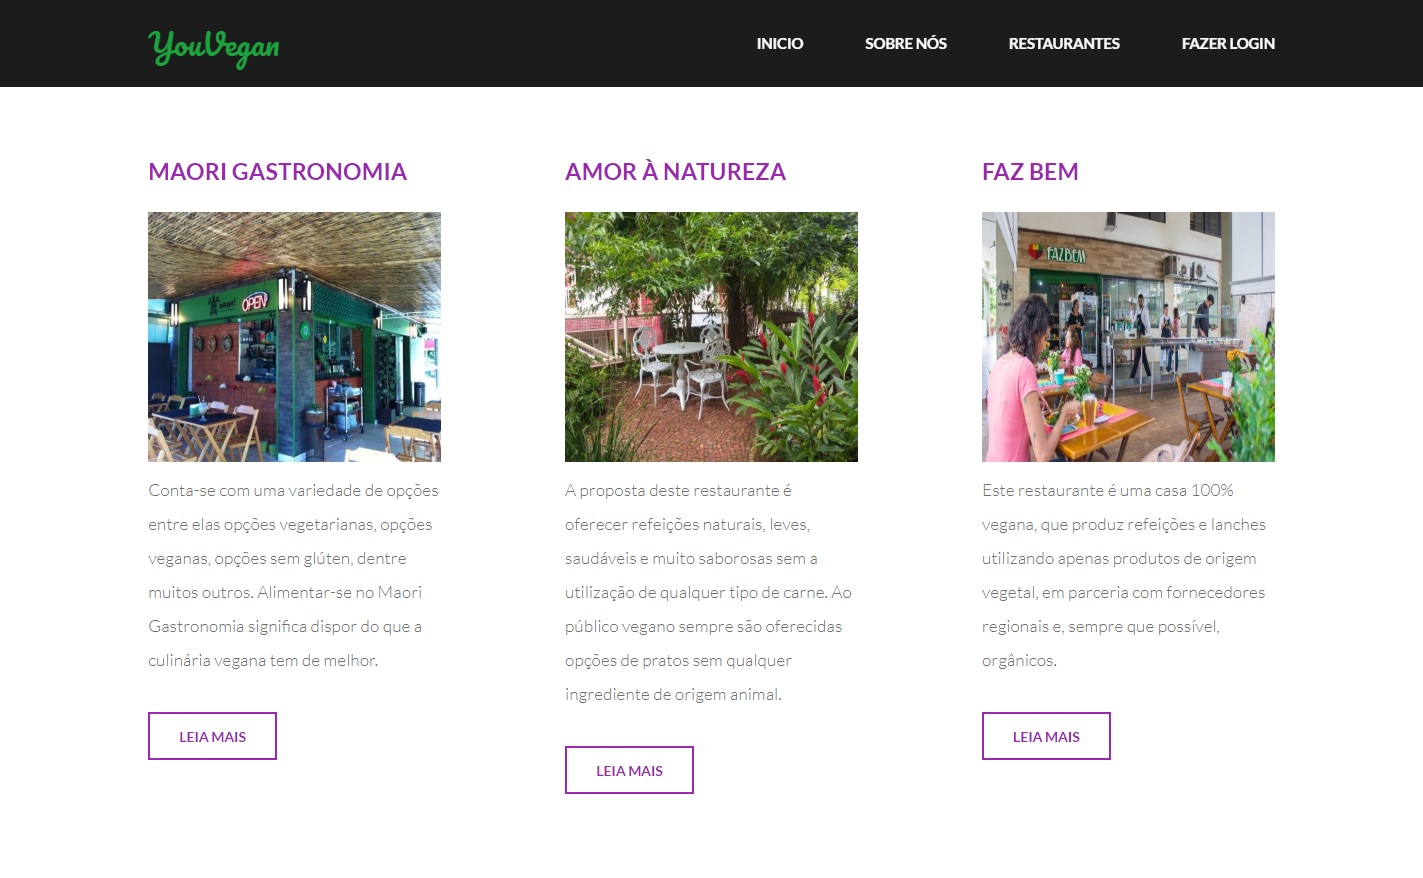 YouVegan
INICIO
SOBRE NÓS
RESTAURANTES
FAZER LOGIN
MAORI GASTRONOMIA
OPEN
Conta-se com uma variedade de opções
entre elas opções vegetarianas, opções
veganas, opções sem glúten, dentre
muitos outros. Alimentar-se no Maori
Gastronomia significa dispor do que a
culinária vegana tem de melhor.
LEIA MAIS
AMOR À NATUREZA
A proposta deste restaurante é
oferecer refeições naturais, leves,
saudáveis e muito saborosas sem a
utilização de qualquer tipo de carne. Ao
público vegano sempre são oferecidas
opções de pratos sem qualquer
ingrediente de origem animal.
LEIA MAIS
FAZ BEM
FAZBEM
Este restaurante é uma casa 100%
vegana, que produz refeições e lanches
utilizando apenas produtos de origem
vegetal, em parceria com fornecedores
regionais e, sempre que possível,
orgânicos.
LEIA MAIS